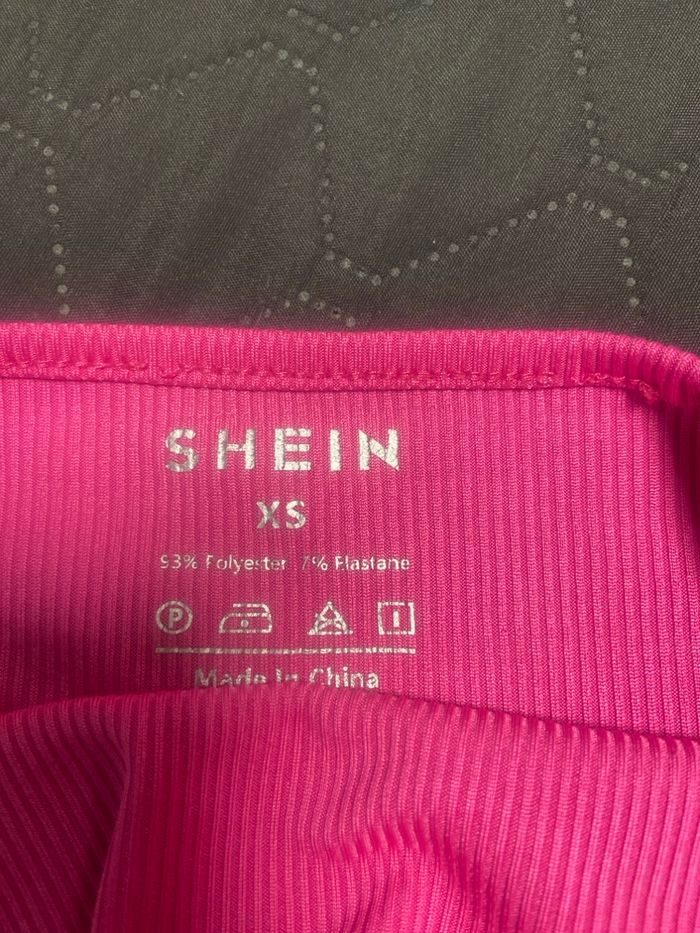 SHEIN
XS
93% Polyester 7% Elastane
P
Made In China